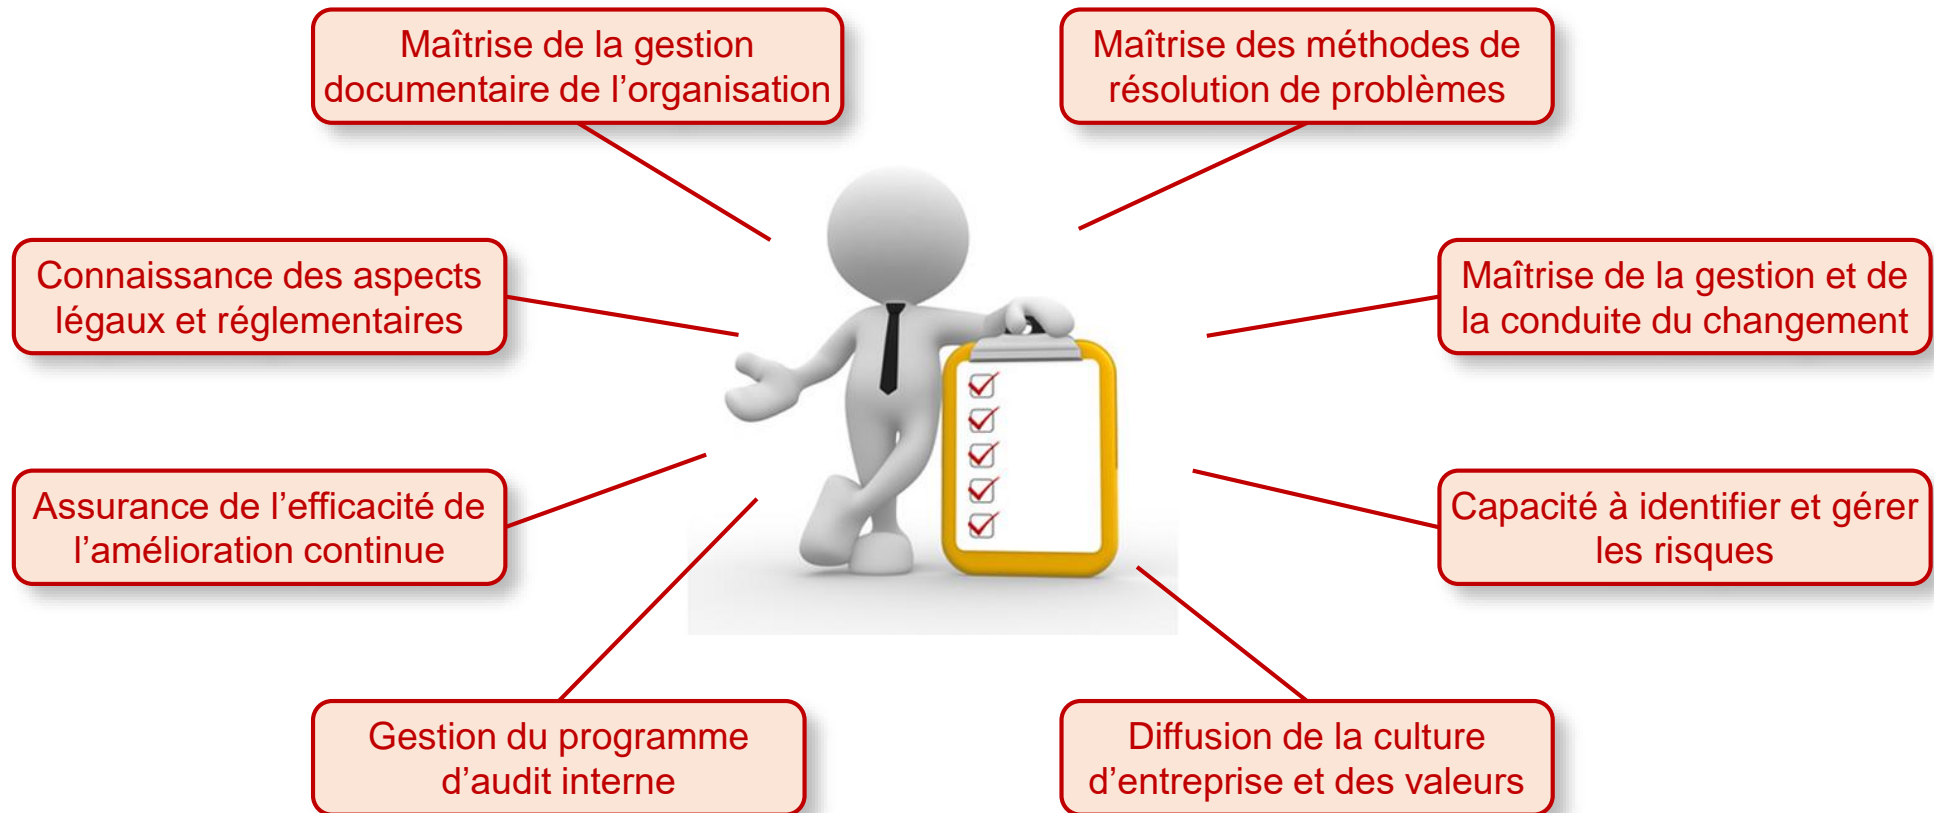 Maîtrise de la gestion
documentaire de l’organisation
Maîtrise des méthodes de
résolution de problèmes
Connaissance des aspects
légaux et réglementaires
Maîtrise de la gestion et de
la conduite du changement
Assurance de l’efficacité de
l’amélioration continue
Capacité à identifier et gérer
les risques
Gestion du programme
d’audit interne
Diffusion de la culture
d’entreprise et des valeurs